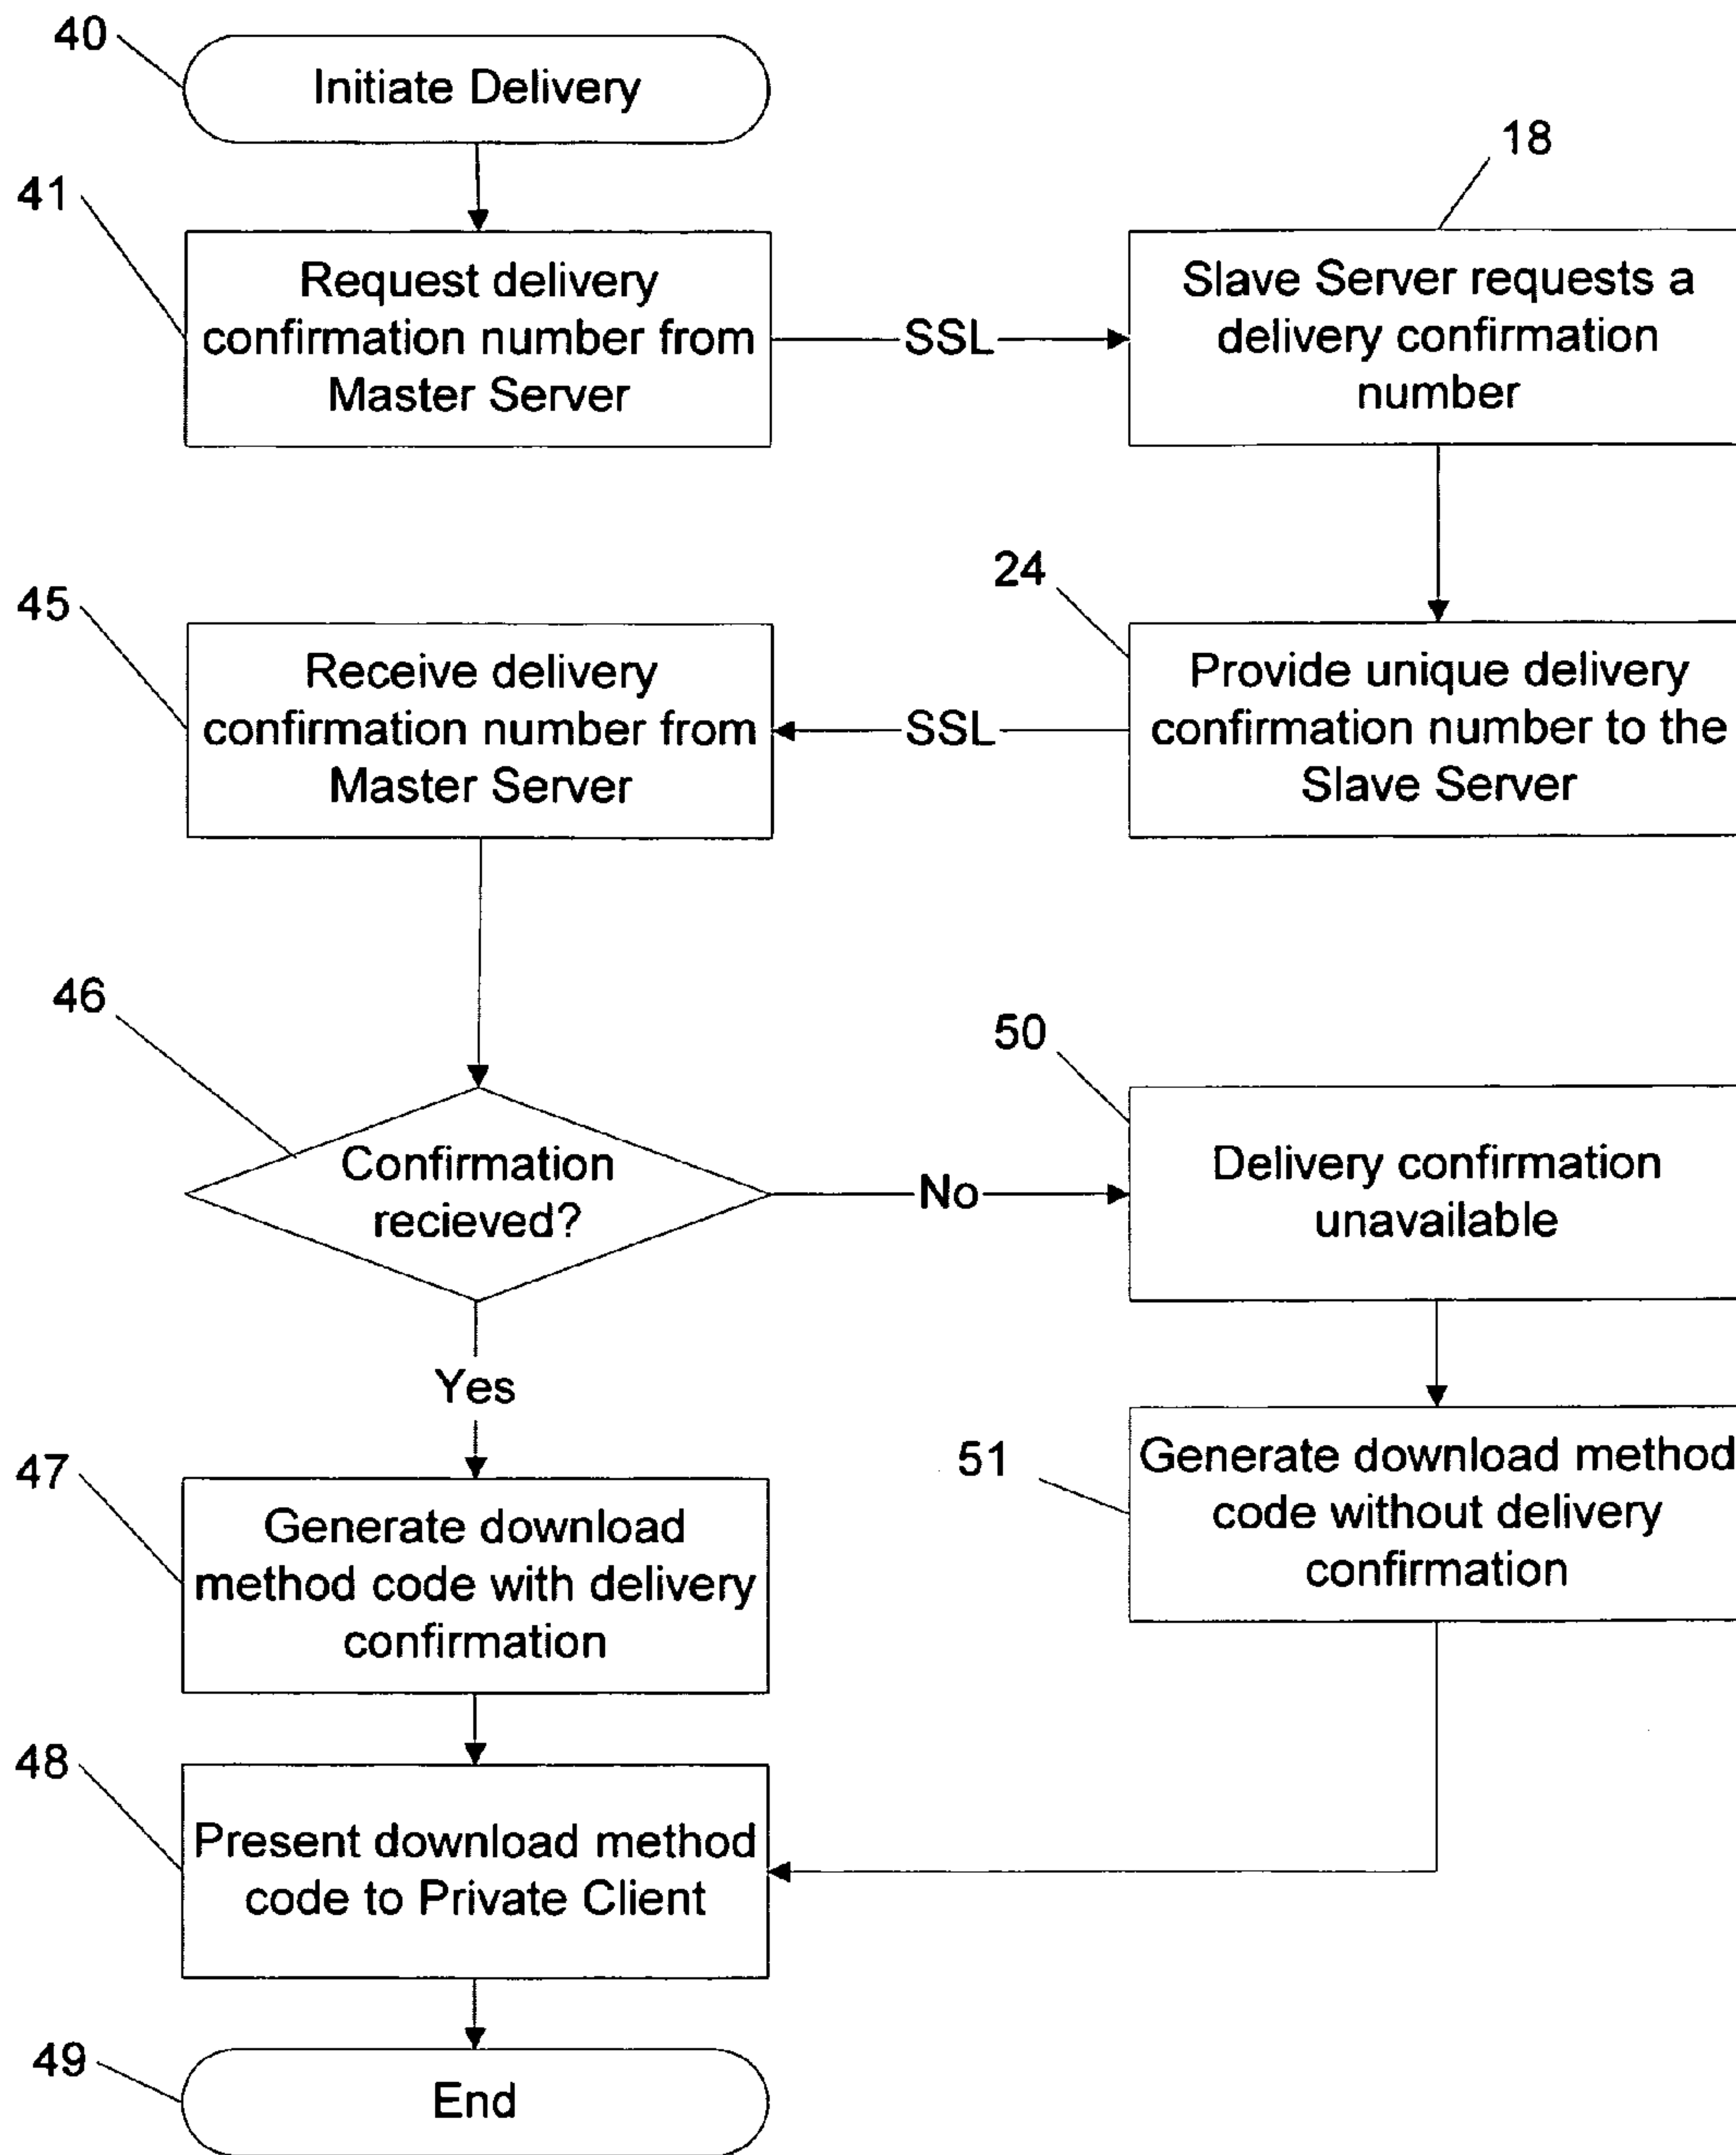 40
Initiate Delivery
18
41
Request delivery
confirmation number from
Master Server
SSL
Slave Server requests a
delivery confirmation
number
24
45
Receive delivery
confirmation number from
Master Server
SSL
Provide unique delivery
confirmation number to the
Slave Server
46
Confirmation
recieved?
No
50
Delivery confirmation
unavailable
Yes
47
Generate download
method code with delivery
confirmation
51
Generate download method
code without delivery
confirmation
48
Present download method
code to Private Client
49
End